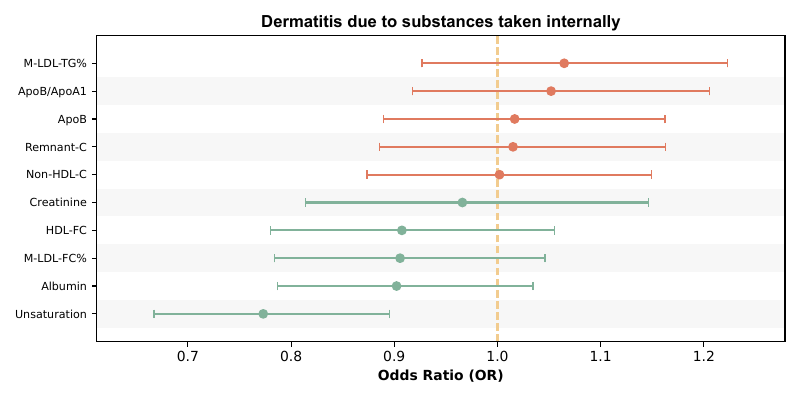 Dermatitis due to substances taken internally
M-LDL-TG%
ApoB/ApoA1
ApoB
Remnant-C
Non-HDL-C
Creatinine
HDL-FC
M-LDL-FC%
Albumin
Unsaturation
0.7 0.8 0.9 1.0 1.1 1.2
Odds Ratio (OR)